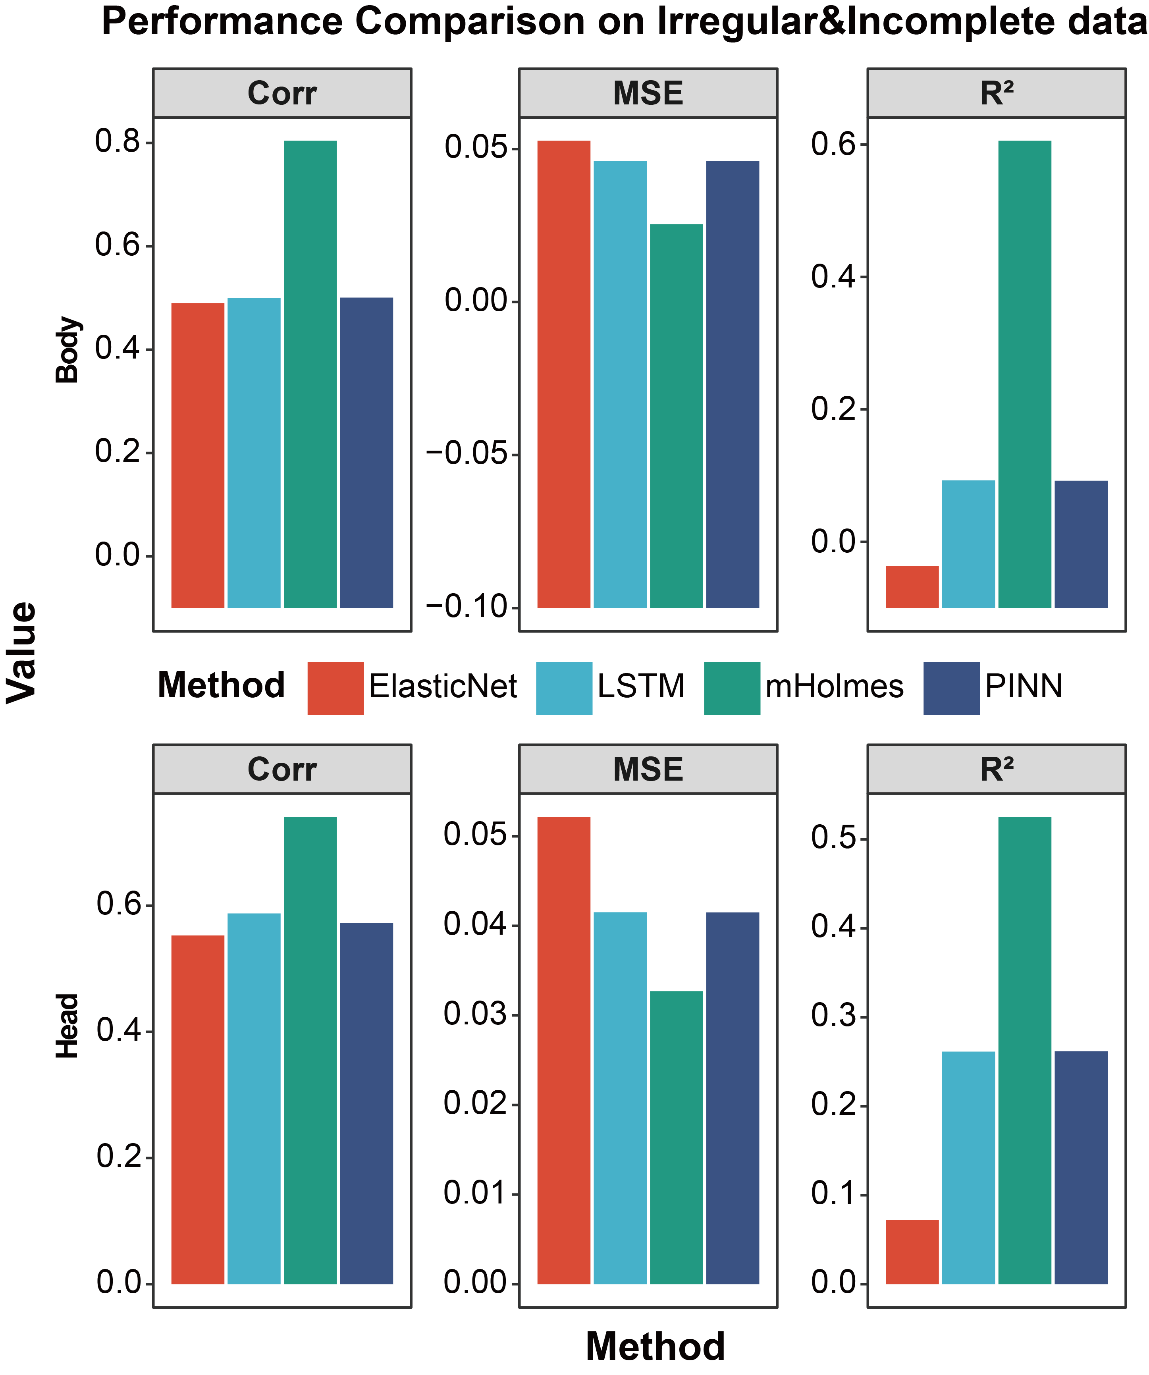 Performance Comparison on Irregular&Incomplete data
Corr
MSE
R²
0.8
0.6
0.4
0.2
0.0
0.05
0.00
−0.05
−0.10
0.6
0.4
0.2
0.0
Body
Value
Method ElasticNet LSTM mHolmes PINN
Corr
MSE
R²
0.6
0.4
0.2
0.0
0.05
0.04
0.03
0.02
0.01
0.00
0.5
0.4
0.3
0.2
0.1
0.0
Head
Method